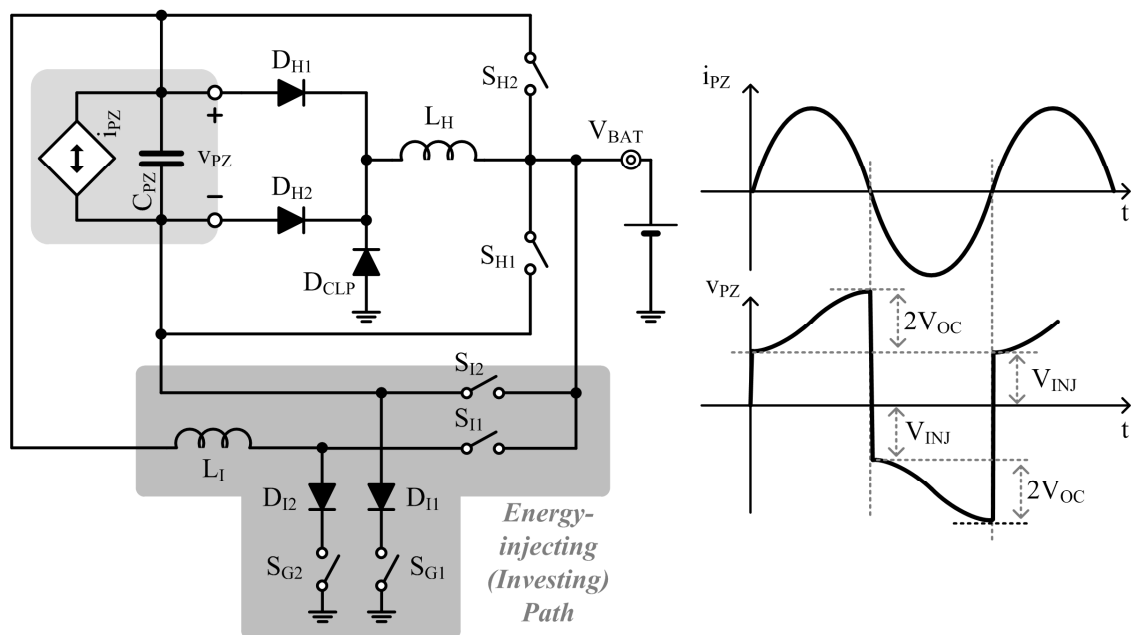 D_H1
S_H2
i_PZ
L_H
V_BAT
+
i_PZ
v_PZ
C_PZ
D_H2
−
t
S_H1
D_CLP
v_PZ
2V_OC
V_INJ
S_I2
S_I1
t
V_INJ
L_I
D_I2
D_I1
2V_OC
Energy-
injecting
(Investing)
Path
S_G2
S_G1